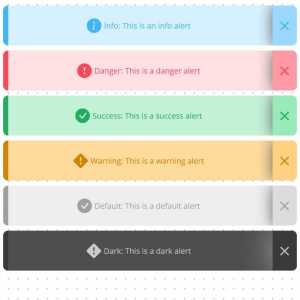 Info: This is an info alert
Danger: This is a danger alert
Success: This is a success alert
Warning: This is a warning alert
Default: This is a default alert
Dark: This is a dark alert